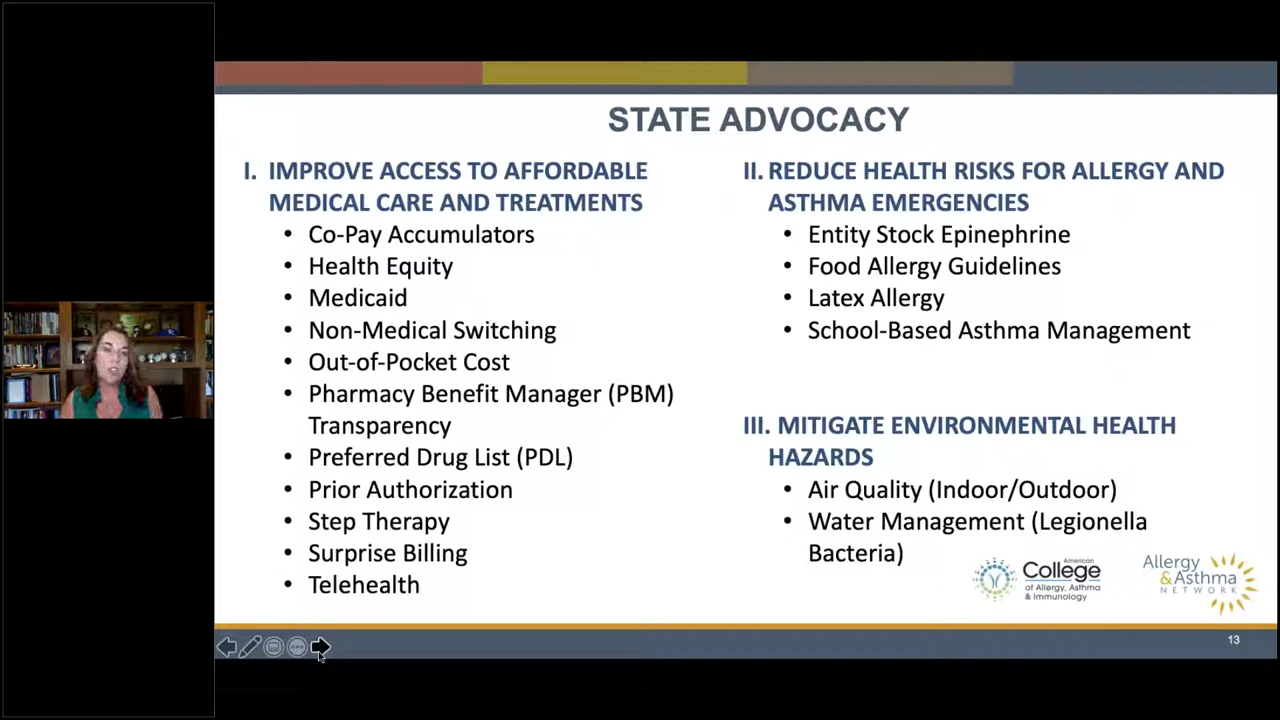 STATE ADVOCACY
I. IMPROVE ACCESS TO AFFORDABLE
MEDICAL CARE AND TREATMENTS
• Co-Pay Accumulators
• Health Equity
• Medicaid
• Non-Medical Switching
• Out-of-Pocket Cost
• Pharmacy Benefit Manager (PBM)
Transparency
• Preferred Drug List (PDL)
• Prior Authorization
• Step Therapy
• Surprise Billing
• Telehealth
II. REDUCE HEALTH RISKS FOR ALLERGY AND
ASTHMA EMERGENCIES
• Entity Stock Epinephrine
• Food Allergy Guidelines
• Latex Allergy
• School-Based Asthma Management
III. MITIGATE ENVIRONMENTAL HEALTH
HAZARDS
• Air Quality (Indoor/Outdoor)
• Water Management (Legionella
Bacteria)
American
College
of Allergy, Asthma
& Immunology
Allergy
&Asthma
NETWORK
13